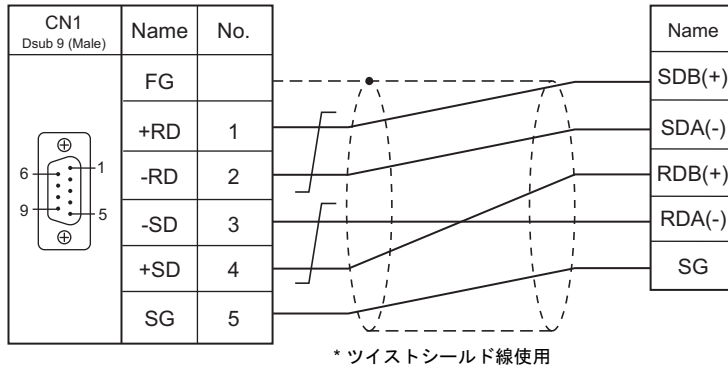 CN1
Dsub 9 (Male)
Name No.
Name
FG
SDB(+)
+RD 1
SDA(-)
-RD 2
RDB(+)
-SD 3
RDA(-)
+SD 4
SG
SG 5
6
1
9
5
* ツイストシールド線使用